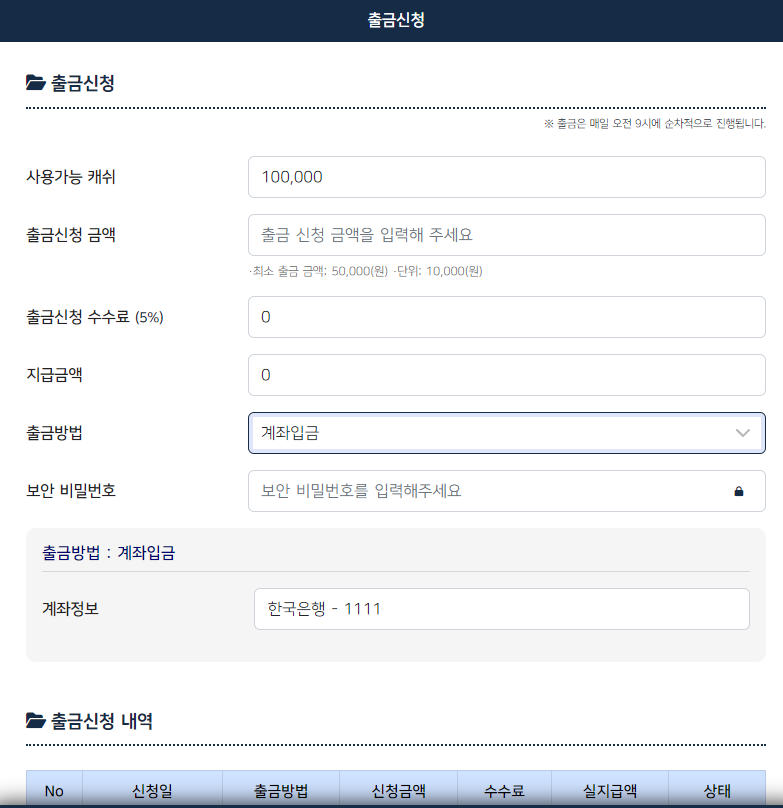 출금신청
출금신청
※ 출금은 매일 오전 9시에 순차적으로 진행됩니다.
사용가능 캐쉬
100,000
출금신청 금액
출금 신청 금액을 입력해 주세요
·최소 출금 금액: 50,000(원) ·단위: 10,000(원)
출금신청 수수료 (5%)
0
지급금액
0
출금방법
계좌입금
보안 비밀번호
보안 비밀번호를 입력해주세요
출금방법 : 계좌입금
계좌정보
한국은행 - 1111
출금신청 내역
No 신청일 출금방법 신청금액 수수료 실지급액 상태